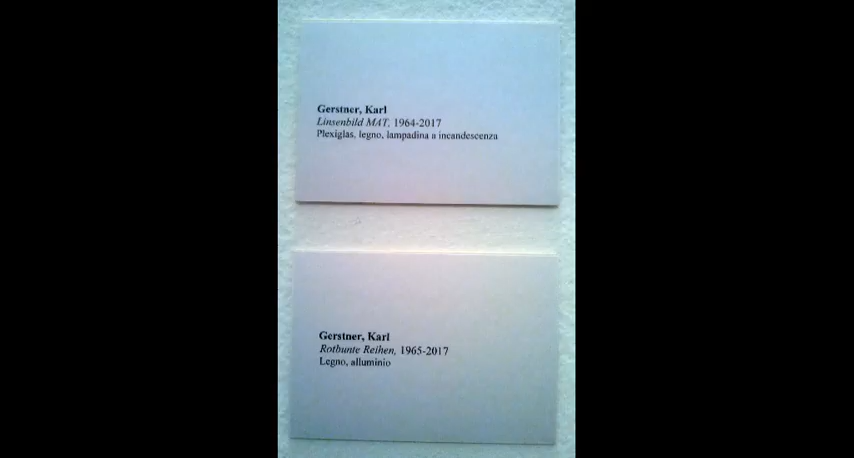 Gerstner, Karl
Linsenbild MAT, 1964-2017
Plexiglas, legno, lampadina a incandescenza
Gerstner, Karl
Rotbunte Reihen, 1965-2017
Legno, alluminio